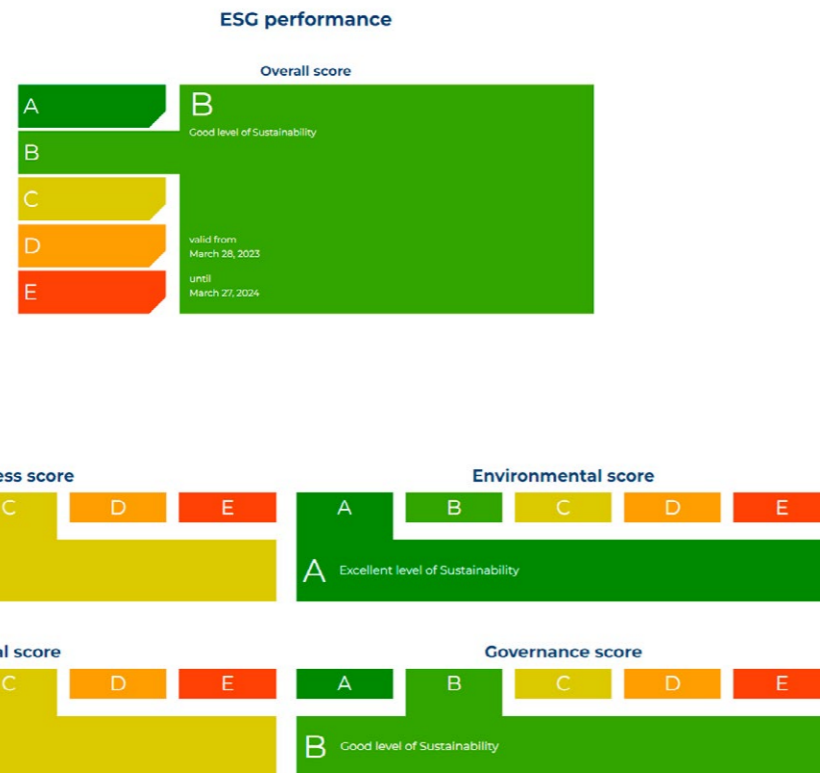 ESG performance
Overall score
A
B
Good level of Sustainability
B
C
D
valid from
March 28, 2023
E
until
March 27, 2024
ess score
Environmental score
C D E A B C D E
A Excellent level of Sustainability
al score
Governance score
C D E A B C D E
B Good level of Sustainability